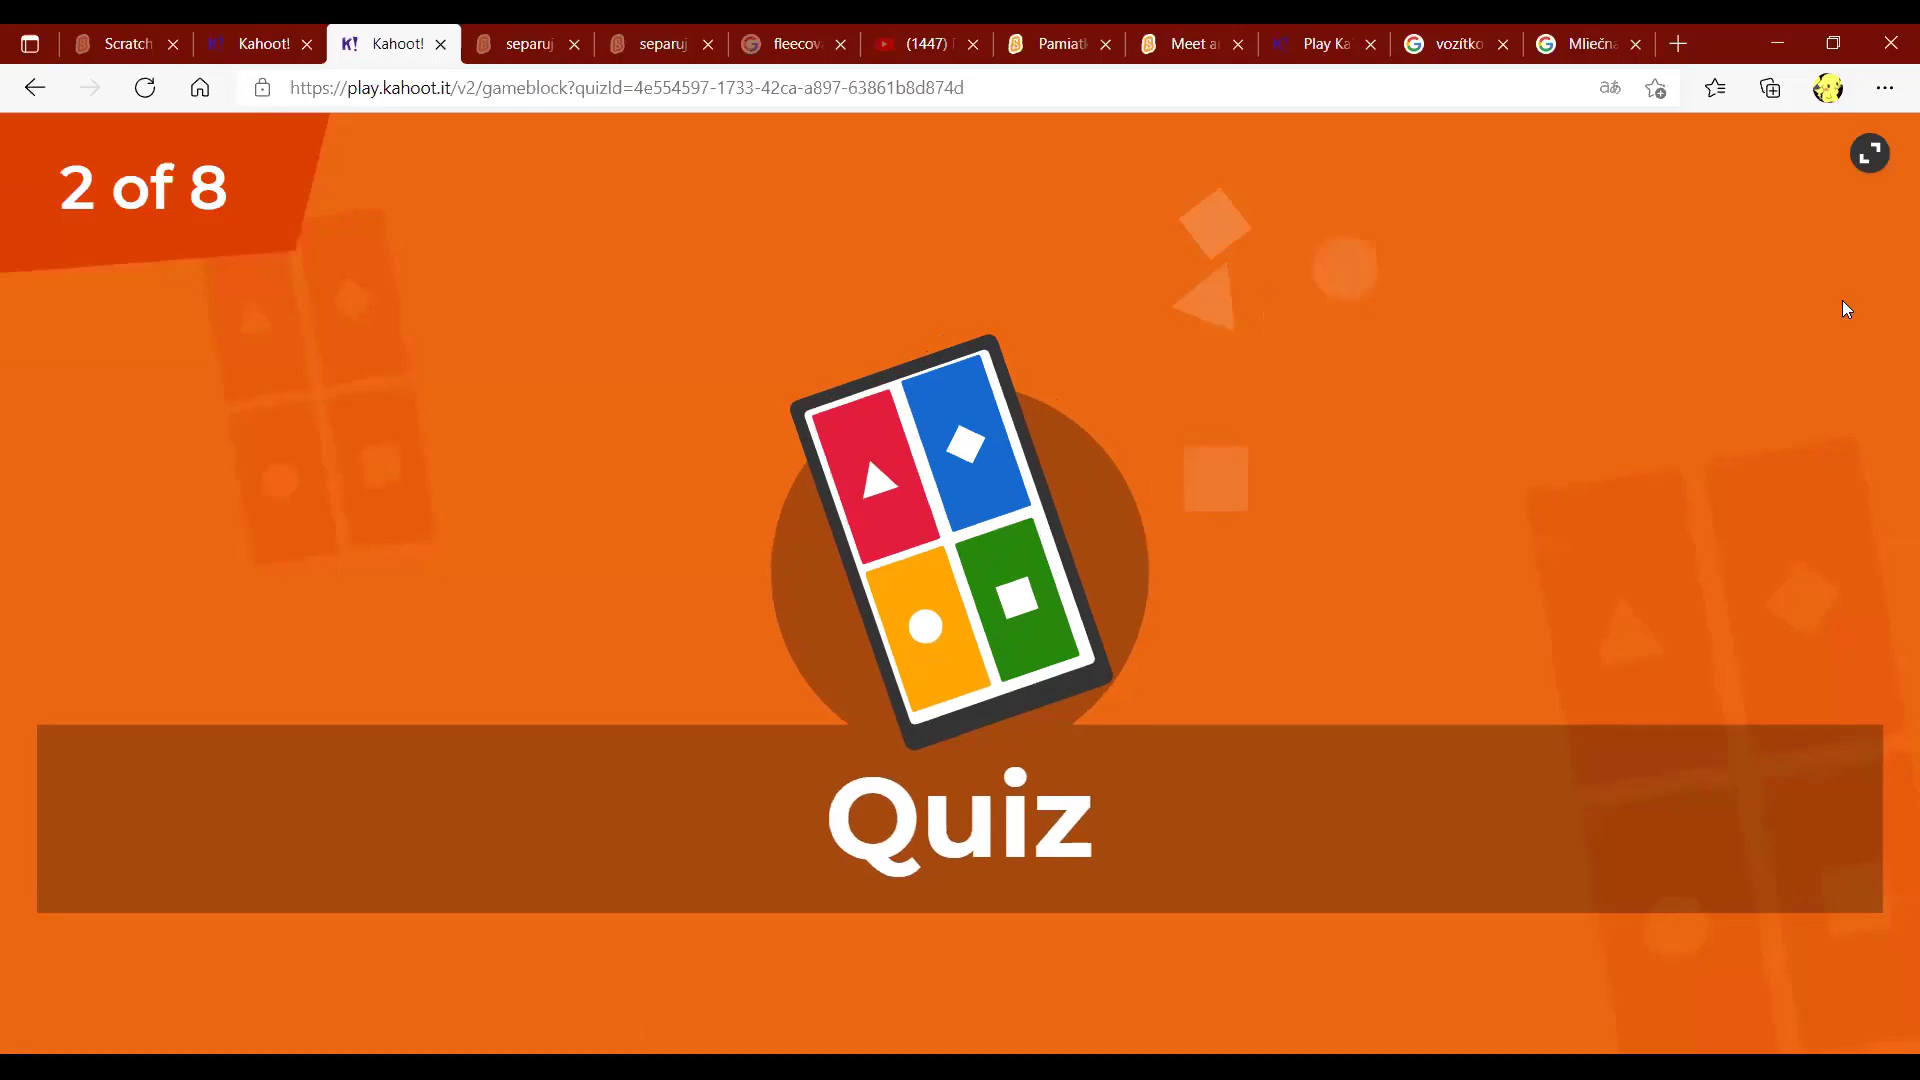 Scratch
Kahoot!
K! Kahoot!
separuj
separuj
fleecov
(1447)
Pamiat
Meet a
Play Ka
vozítko
Mliečna
https://play.kahoot.it/v2/gameblock?quizId=4e554597-1733-42ca-a897-63861b8d874d
2 of 8
Quiz